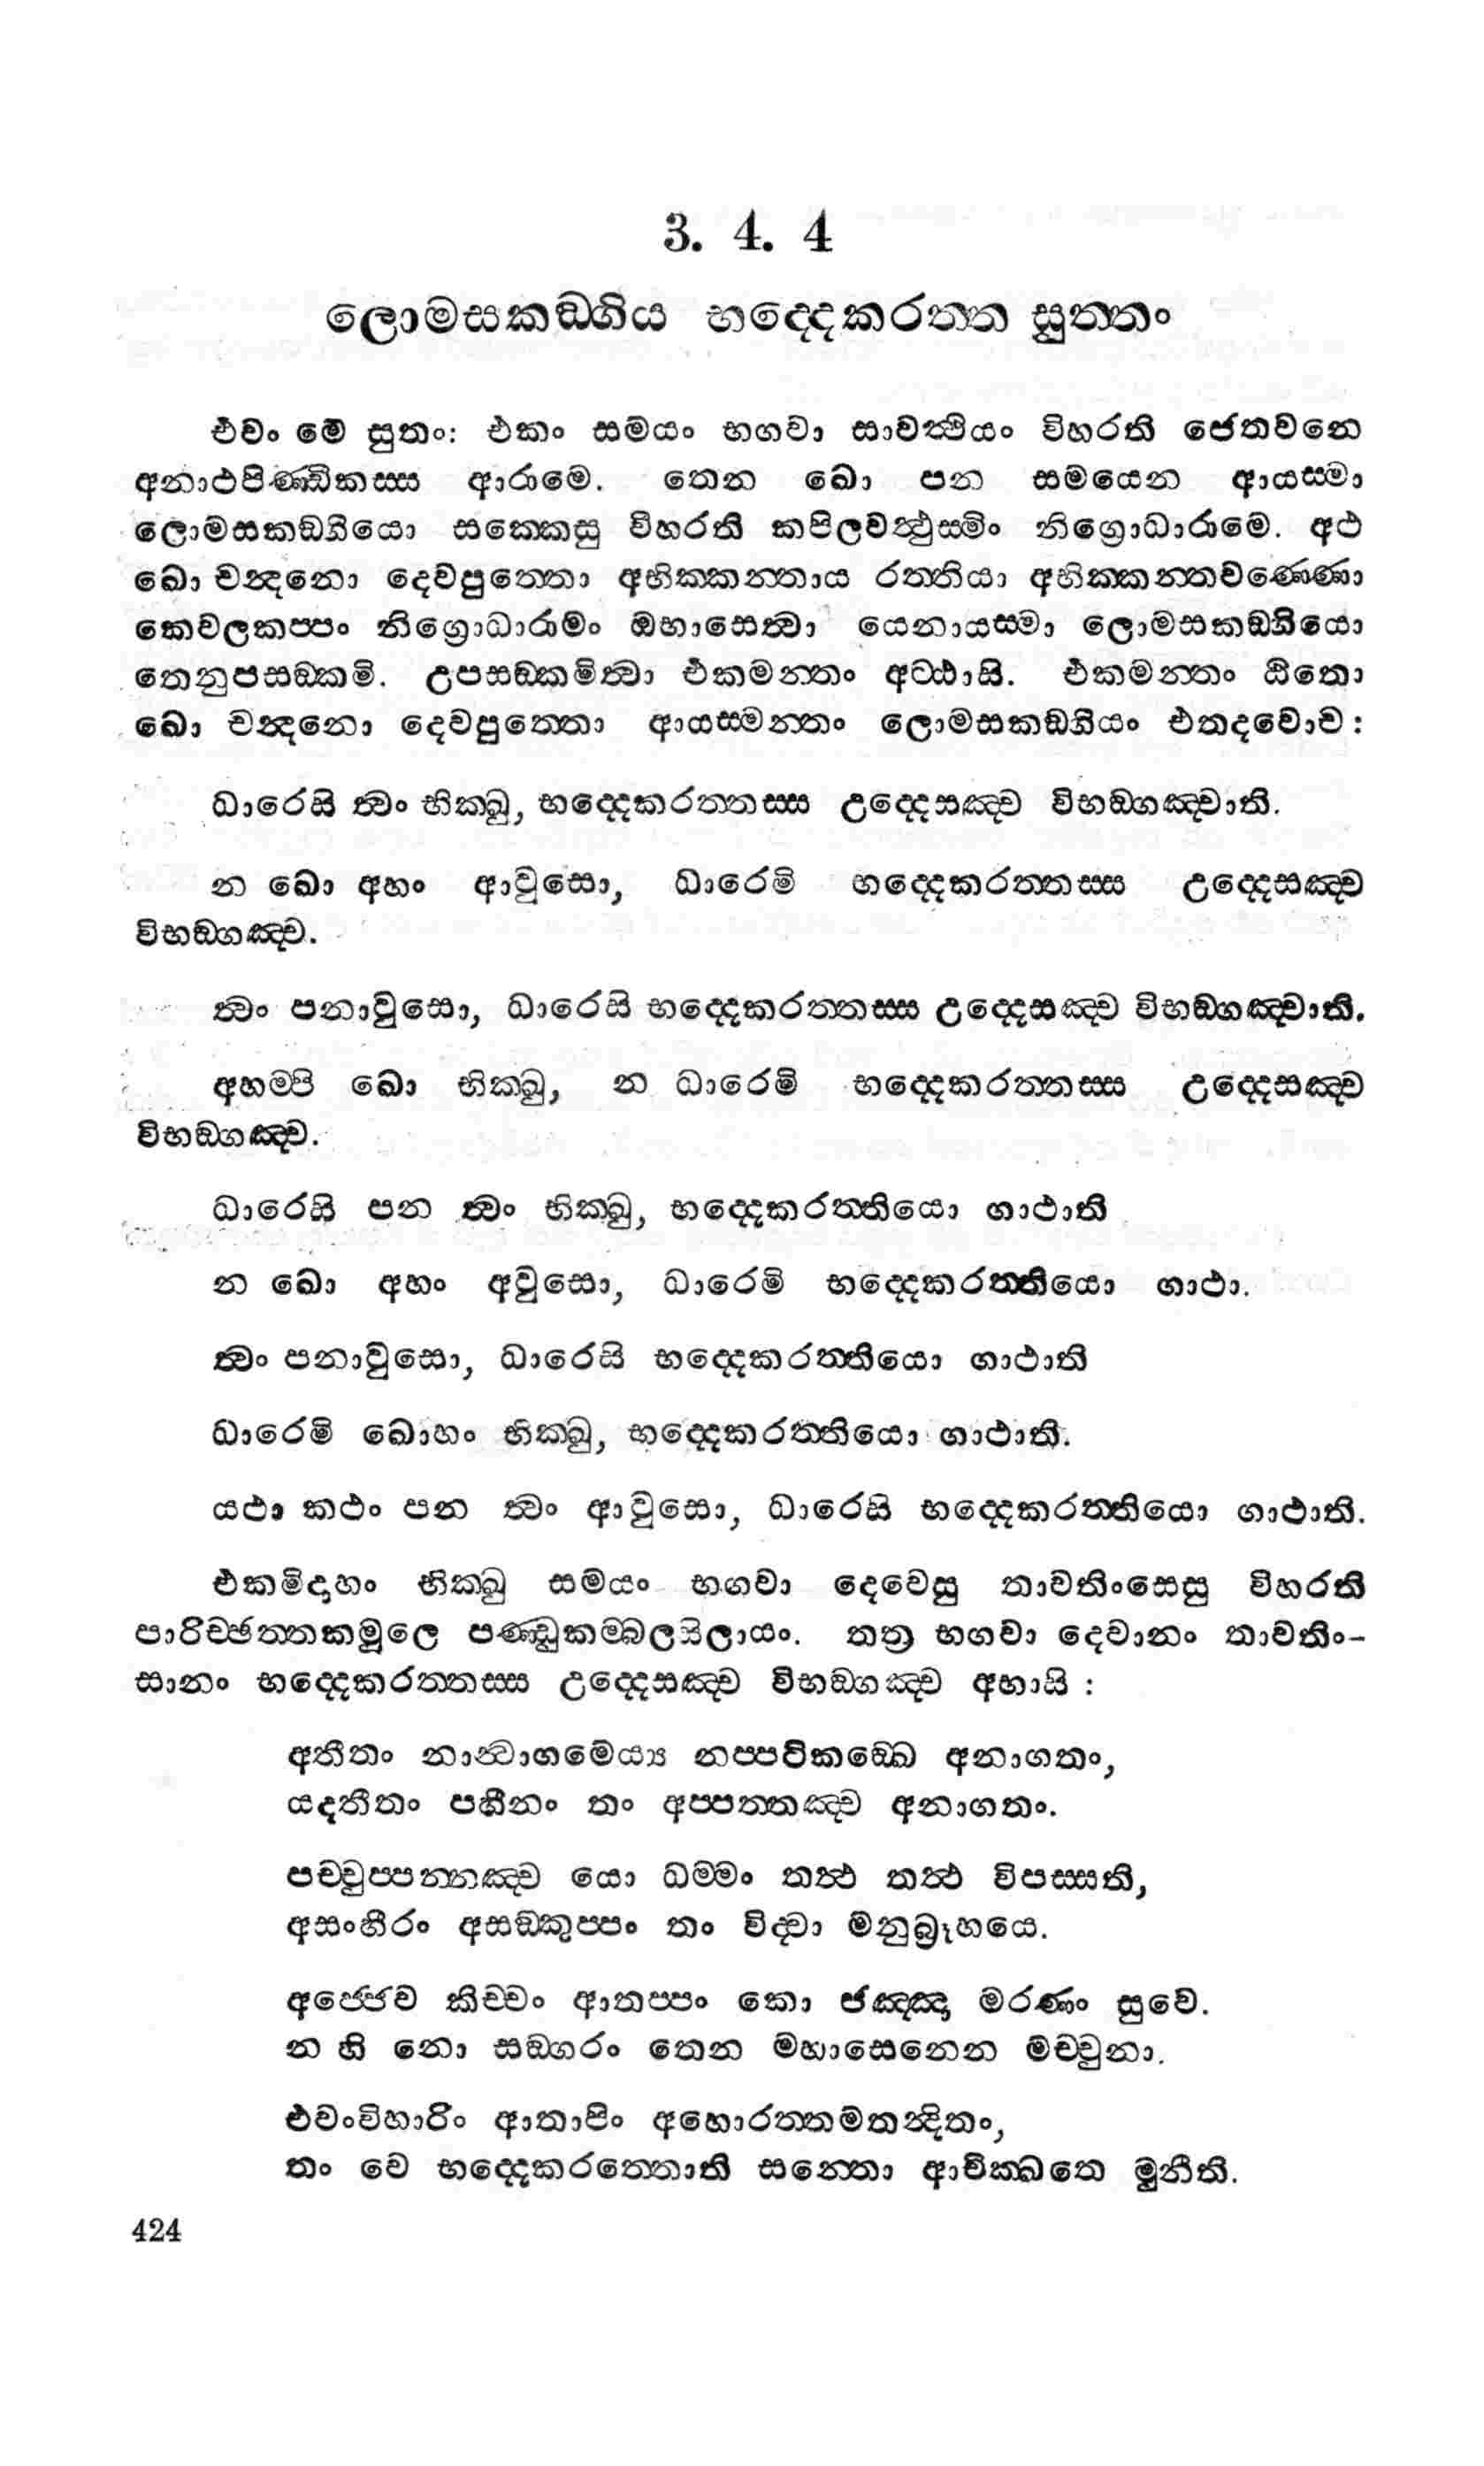 3. 4. 4
ලොමසකඞ්ගිය භද්දෙකරත්ත සුත්තං
එවං මෙ සුතං: එකං සමයං භගවා සාවත්ථියං විහරති ජෙතවනෙ
අනාථපිණ්ඩිකස්ස ආරාමෙ. තෙන ඛො පන සමයෙන ආයස්මා
ලොමසකඞ්ගියො සක්කෙසු විහරති කපිලවත්ථුස්මිං නිග්‍රොධාරාමෙ. අථ
ඛො චන්‍දනො දෙවපුත්තො අභික්කන්තාය රත්තියා අභික්කන්තවණ්ණො
කෙවලකප්පං නිග්‍රොධාරාමං ඔභාසෙත්‍වා යෙනායස්මා ලොමසකඞ්ගියො
තෙනුපසඞ්කමි. උපසඞ්කමිත්‍වා එකමන්තං අට්ඨාසි. එකමන්තං ඨිතො
ඛො චන්‍දනො දෙවපුත්තො ආයස්මන්තං ලොමසකඞ්ගියං එතදවොච:
ධාරෙසි ත්‍වං භික්ඛු, භද්දෙකරත්තස්ස උද්දෙසඤ්ච විභඞ්ගඤ්චාති.
න ඛො අහං ආවුසො, ධාරෙමි භද්දෙකරත්තස්ස උද්දෙසඤ්ච
විභඞ්ගඤ්ච.
ත්‍වං පනාවුසො, ධාරෙසි භද්දෙකරත්තස්ස උද්දෙසඤ්ච විභඞ්ගඤ්චාති.
අහම්පි ඛො භික්ඛු, න ධාරෙමි භද්දෙකරත්තස්ස උද්දෙසඤ්ච
විභඞ්ගඤ්ච.
ධාරෙසි පන ත්‍වං භික්ඛු, භද්දෙකරත්තියො ගාථාති
න ඛො අහං අවුසො, ධාරෙමි භද්දෙකරත්තියො ගාථා.
ත්‍වං පනාවුසො, ධාරෙසි භද්දෙකරත්තියො ගාථාති
ධාරෙමි ඛොහං භික්ඛු, භද්දෙකරත්තියො ගාථාති.
යථා කථං පන ත්‍වං ආවුසො, ධාරෙසි භද්දෙකරත්තියො ගාථාති.
එකමිදාහං භික්ඛු සමයං භගවා දෙවෙසු තාවතිංසෙසු විහරති
පාරිච්ඡත්තකමූලෙ පණ්ඩුකම්බලසිලායං. තත්‍ර භගවා දෙවානං තාවතිං-
සානං භද්දෙකරත්තස්ස උද්දෙසඤ්ච විභඞ්ගඤ්ච අභාසි :
අතීතං නාන්‍වාගමෙය්‍ය නප්පටිකඞ්ඛෙ අනාගතං,
යදතීතං පහීනං තං අප්පත්තඤ්ච අනාගතං.
පච්චුප්පන්නඤ්ච යො ධම්මං තත්ථ තත්ථ විපස්සති,
අසංහීරං අසඞ්කුප්පං තං විද්වා මනුබ්‍රූහයෙ.
අජ්ජෙව කිච්චං ආතප්පං කො ජඤ්ඤා මරණං සුවෙ.
න හි නො සඞ්ගරං තෙන මහාසෙනෙන මච්චුනා.
එවංවිහාරිං ආතාපිං අහොරත්තමතන්‍දිතං,
තං වෙ භද්දෙකරත්තොති සන්තො ආචික්ඛතෙ මුනීති.
424